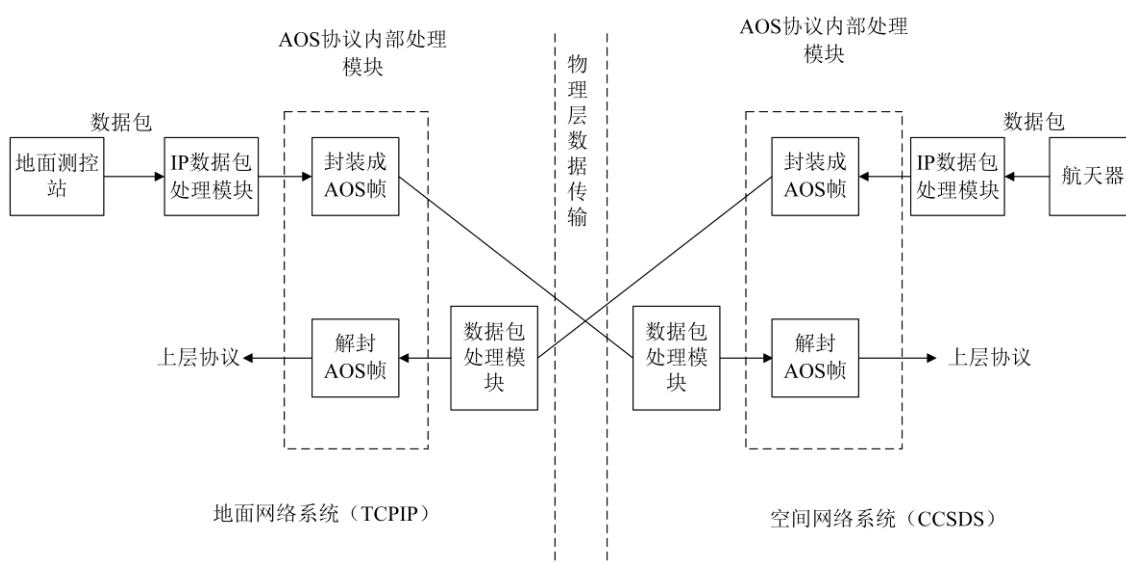 AOS协议内部处理
模块
AOS协议内部处理
模块
物
理
层
数
据
传
输
数据包
地面测控
站
IP数据包
处理模块
封装成
AOS帧
封装成
AOS帧
IP数据包
处理模块
数据包
航天器
上层协议
解封
AOS帧
数据包
处理模
块
数据包
处理模
块
解封
AOS帧
上层协议
地面网络系统（TCPIP）
空间网络系统（CCSDS）